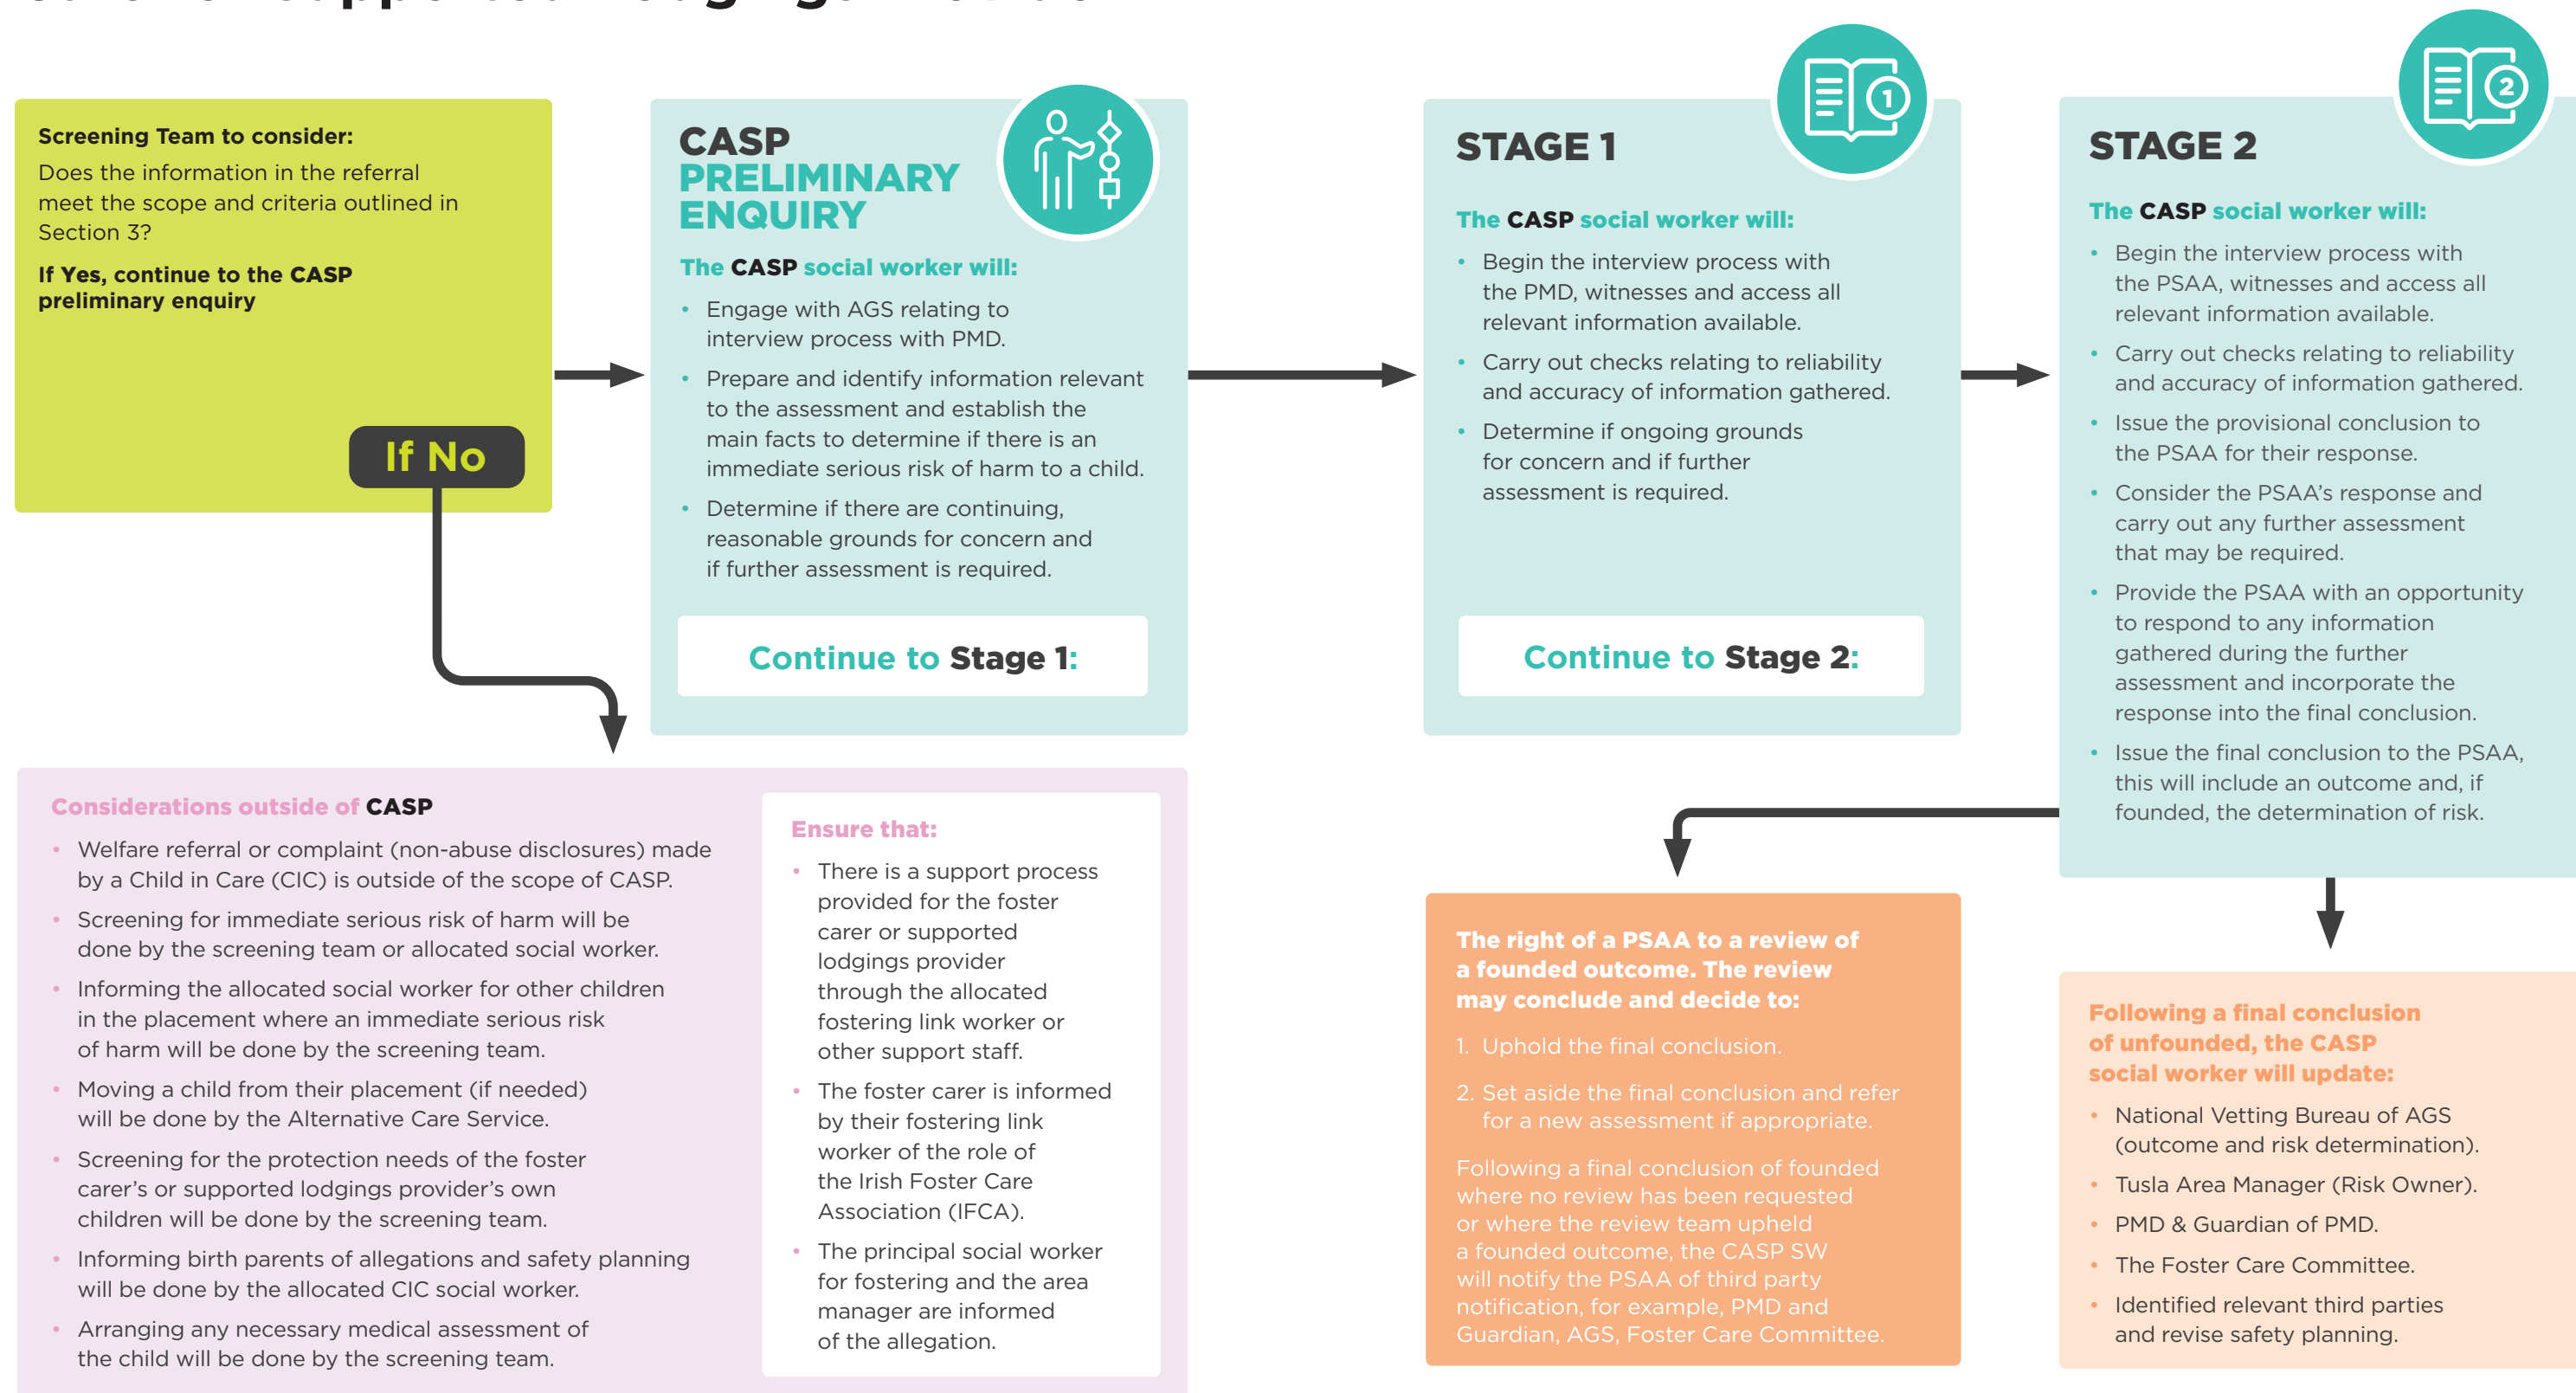 Screening Team to consider:
Does the information in the referral
meet the scope and criteria outlined in
Section 3?
If Yes, continue to the CASP
preliminary enquiry
If No
CASP
PRELIMINARY
ENQUIRY
The CASP social worker will:
• Engage with AGS relating to
interview process with PMD.
• Prepare and identify information relevant
to the assessment and establish the
main facts to determine if there is an
immediate serious risk of harm to a child.
• Determine if there are continuing,
reasonable grounds for concern and
if further assessment is required.
Continue to Stage 1:
1
STAGE 1
The CASP social worker will:
• Begin the interview process with
the PMD, witnesses and access all
relevant information available.
• Carry out checks relating to reliability
and accuracy of information gathered.
• Determine if ongoing grounds
for concern and if further
assessment is required.
Continue to Stage 2:
2
STAGE 2
The CASP social worker will:
• Begin the interview process with
the PSAA, witnesses and access all
relevant information available.
• Carry out checks relating to reliability
and accuracy of information gathered.
• Issue the provisional conclusion to
the PSAA for their response.
• Consider the PSAA's response and
carry out any further assessment
that may be required.
• Provide the PSAA with an opportunity
to respond to any information
gathered during the further
assessment and incorporate the
response into the final conclusion.
• Issue the final conclusion to the PSAA,
this will include an outcome and, if
founded, the determination of risk.
Considerations outside of CASP
• Welfare referral or complaint (non-abuse disclosures) made
by a Child in Care (CIC) is outside of the scope of CASP.
• Screening for immediate serious risk of harm will be
done by the screening team or allocated social worker.
• Informing the allocated social worker for other children
in the placement where an immediate serious risk
of harm will be done by the screening team.
• Moving a child from their placement (if needed)
will be done by the Alternative Care Service.
• Screening for the protection needs of the foster
carer's or supported lodgings provider's own
children will be done by the screening team.
• Informing birth parents of allegations and safety planning
will be done by the allocated CIC social worker.
• Arranging any necessary medical assessment of
the child will be done by the screening team.
Ensure that:
• There is a support process
provided for the foster
carer or supported
lodgings provider
through the allocated
fostering link worker or
other support staff.
• The foster carer is informed
by their fostering link
worker of the role of
the Irish Foster Care
Association (IFCA).
• The principal social worker
for fostering and the area
manager are informed
of the allegation.
The right of a PSAA to a review of
a founded outcome. The review
may conclude and decide to:
1. Uphold the final conclusion.
2. Set aside the final conclusion and refer
for a new assessment if appropriate.
Following a final conclusion of founded
where no review has been requested
or where the review team upheld
a founded outcome, the CASP SW
will notify the PSAA of third party
notification, for example, PMD and
Guardian, AGS, Foster Care Committee.
Following a final conclusion
of unfounded, the CASP
social worker will update:
• National Vetting Bureau of AGS
(outcome and risk determination).
• Tusla Area Manager (Risk Owner).
• PMD & Guardian of PMD.
• The Foster Care Committee.
• Identified relevant third parties
and revise safety planning.